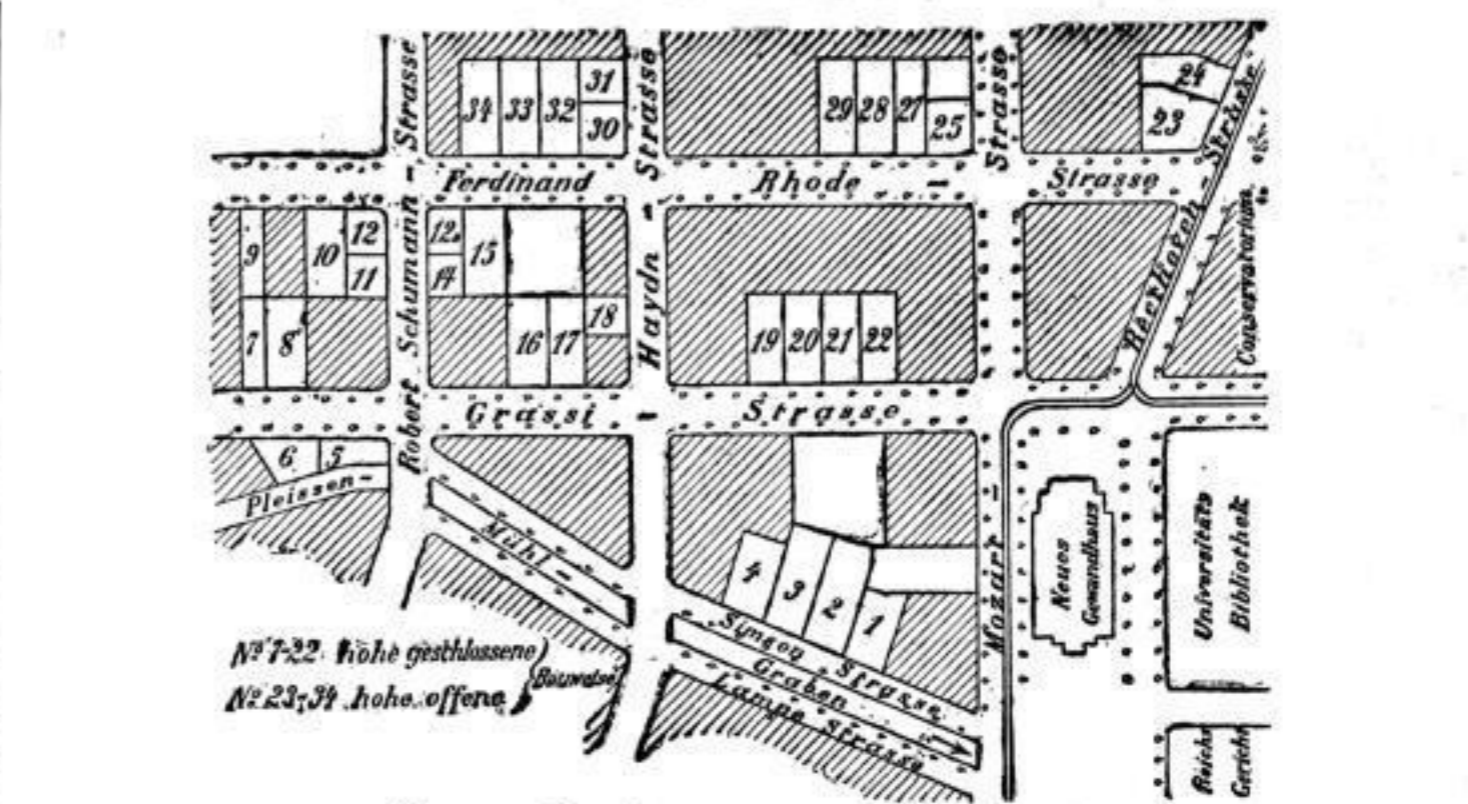 Strasse
34
33
32
31
30
Strasse
29
28
27
25
Strasse
24
23
Strasse
Ferdinand Rhode - Strasse
9
10
12
11
Robert Schumann -
12a
15
14
Haydn -
Beethoven -
Conservatorium
7
8
16
17
18
19
20
21
22
Grassi - Strasse
6
5
Pleissen -
Mühl -
4
3
2
1
Mozart -
Neues
Gewandhaus
Universitäts
Bibliothek
Simson Strasse
Graben
Lampe Strasse
No 1-22 hohe geschlossene
No 23-34 hohe offene
Bauweise
Reichs
Gericht